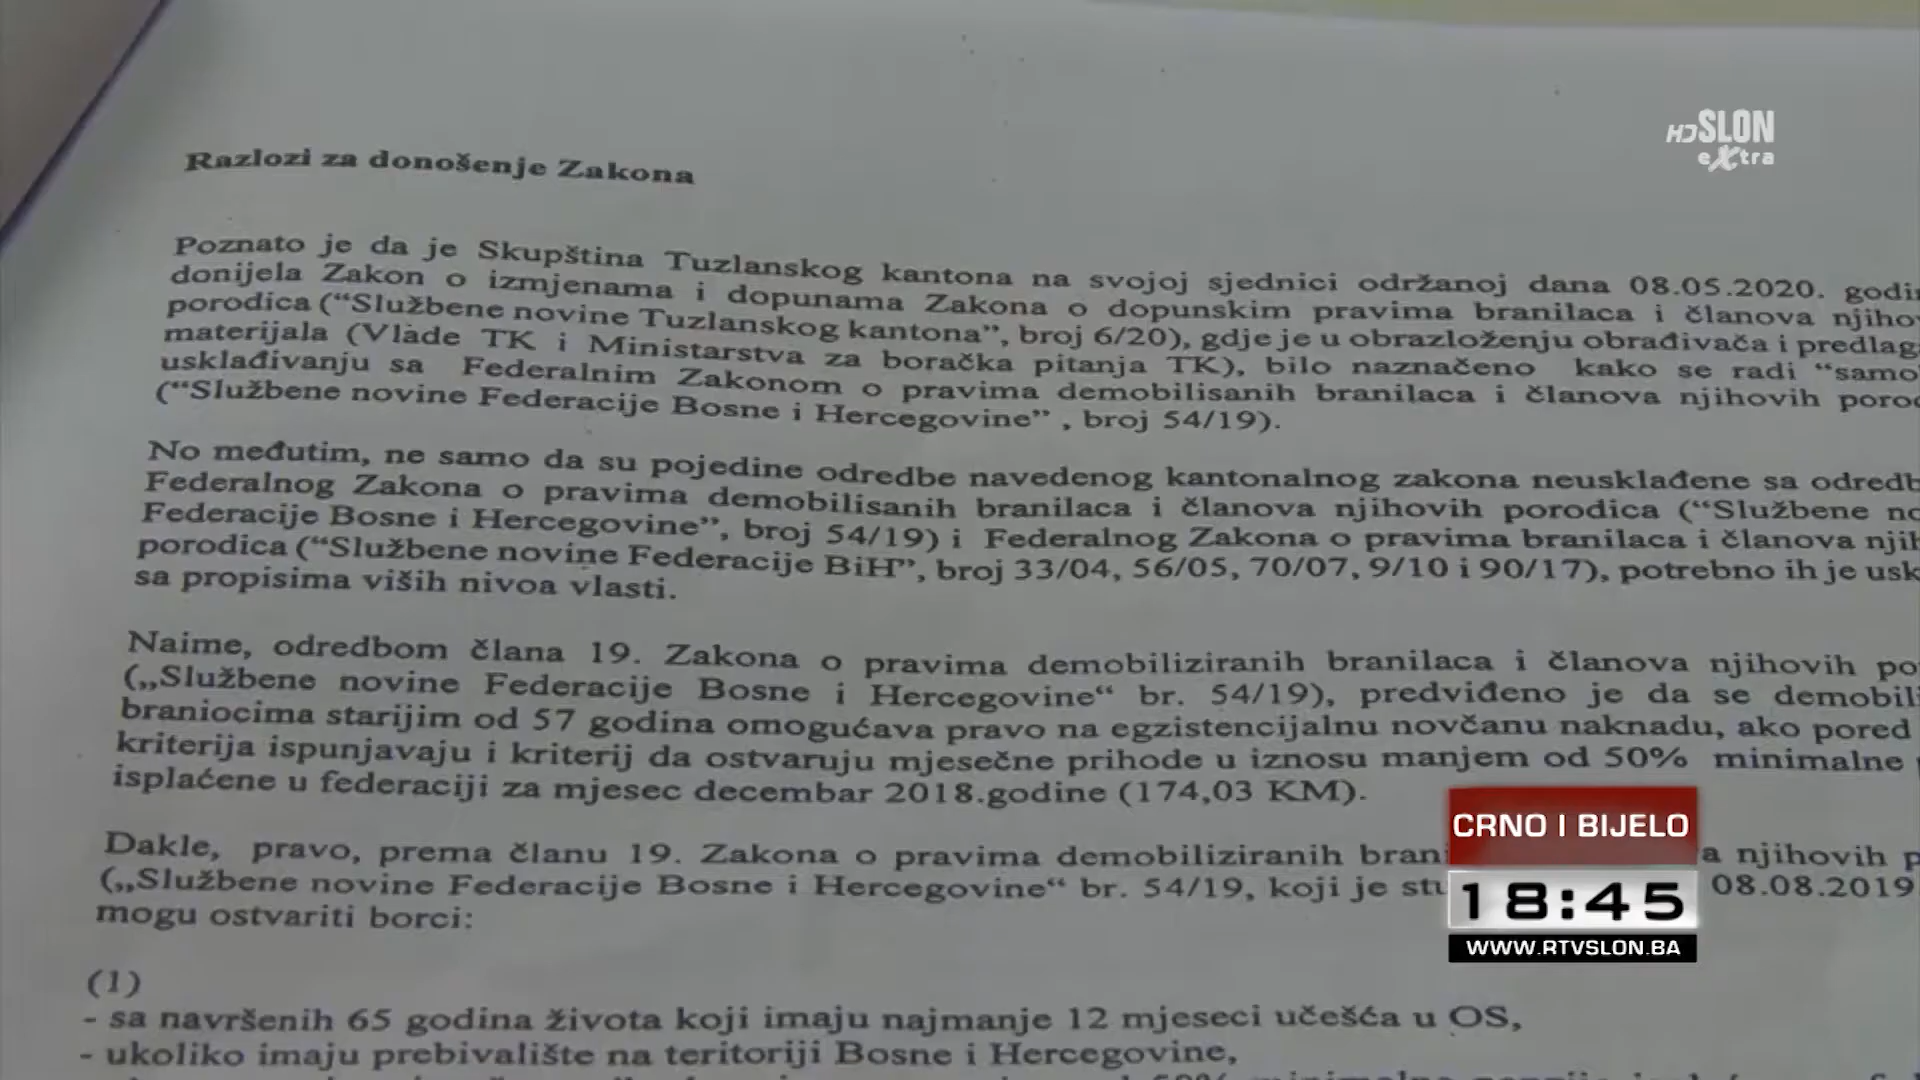 HD SLON
extra
Razlozi za donošenje Zakona
Poznato je da je Skupština Tuzlanskog kantona na svojoj sjednici održanoj dana 08.05.2020.
donijela Zakon o izmjenama i dopunama Zakona o dopunskim pravima branilaca i članova
porodica (“Službene novine Tuzlanskog kantona”, broj 6/20), gdje je u obrazloženju obrađivača i
materijala (Vlade TK i Ministarstva za boračka pitanja TK), bilo naznačeno kako se radi “samo
usklađivanju sa Federalnim Zakonom o pravima demobilisanih branilaca i članova njihovih
(“Službene novine Federacije Bosne i Hercegovine” , broj 54/19).
No međutim, ne samo da su pojedine odredbe navedenog kantonalnog zakona neusklađene sa
Federalnog Zakona o pravima demobilisanih branilaca i članova njihovih porodica (“Službene
Federacije Bosne i Hercegovine”, broj 54/19) i Federalnog Zakona o pravima branilaca i članova
porodica (“Službene novine Federacije BiH”, broj 33/04, 56/05, 70/07, 9/10 i 90/17), potrebno ih je
sa propisima viših nivoa vlasti.
Naime, odredbom člana 19. Zakona o pravima demobiliziranih branilaca i članova njihovih
(„Službene novine Federacije Bosne i Hercegovine“ br. 54/19), predviđeno je da se
braniocima starijim od 57 godina omogućava pravo na egzistencijalnu novčanu naknadu, ako pored
kriterija ispunjavaju i kriterij da ostvaruju mjesečne prihode u iznosu manjem od 50% minimalne
isplaćene u federaciji za mjesec decembar 2018.godine (174,03 KM).
Dakle, pravo, prema članu 19. Zakona o pravima demobiliziranih njihovih
(„Službene novine Federacije Bosne i Hercegovine“ br. 54/19, koji je 08.08.2019
mogu ostvariti borci:
(1)
- sa navršenih 65 godina života koji imaju najmanje 12 mjeseci učešća u OS,
- ukoliko imaju prebivalište na teritoriji Bosne i Hercegovine,
CRNO I BIJELO
18:45
WWW.RTVSLON.BA